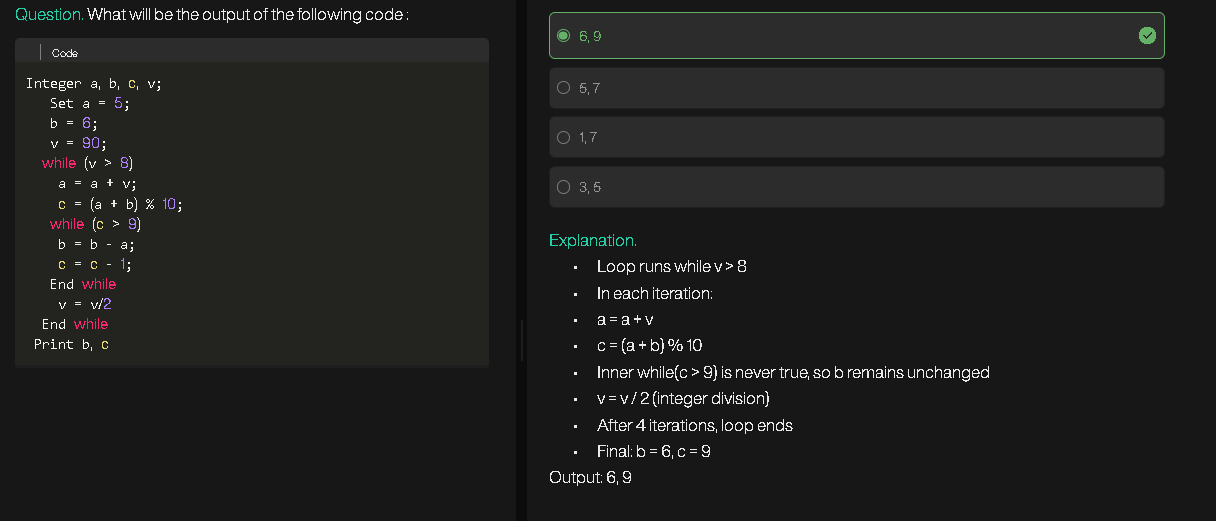 Question. What will be the output of the following code :
Code
Integer a, b, c, v;
Set a = 5;
b = 6;
v = 90;
while (v > 8)
a = a + v;
c = (a + b) % 10;
while (c > 9)
b = b - a;
c = c - 1;
End while
v = v/2
End while
Print b, c
6, 9
5, 7
1, 7
3, 5
Explanation.
• Loop runs while v > 8
• In each iteration:
• a = a + v
• c = (a + b) % 10
• Inner while(c > 9) is never true, so b remains unchanged
• v = v / 2 (integer division)
• After 4 iterations, loop ends
• Final: b = 6, c = 9
Output: 6, 9